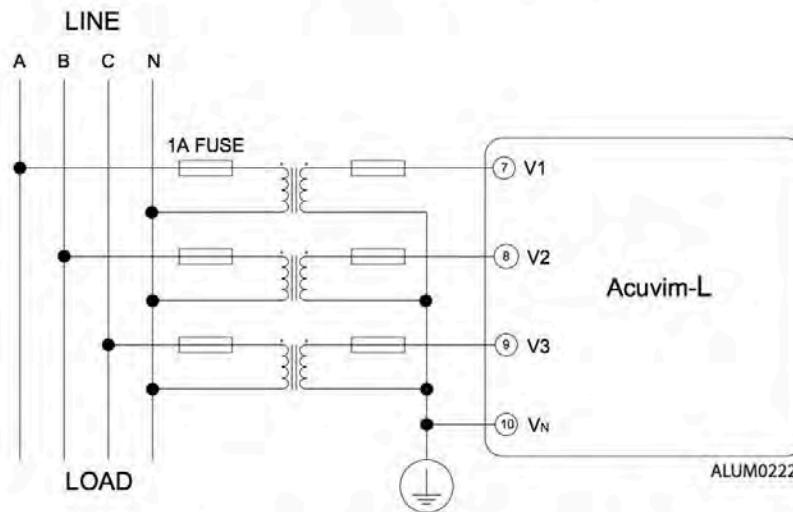 LINE
A B C N
1A FUSE
7 V1
8 V2
Acuvim-L
9 V3
10 VN
ALUM0222
LOAD